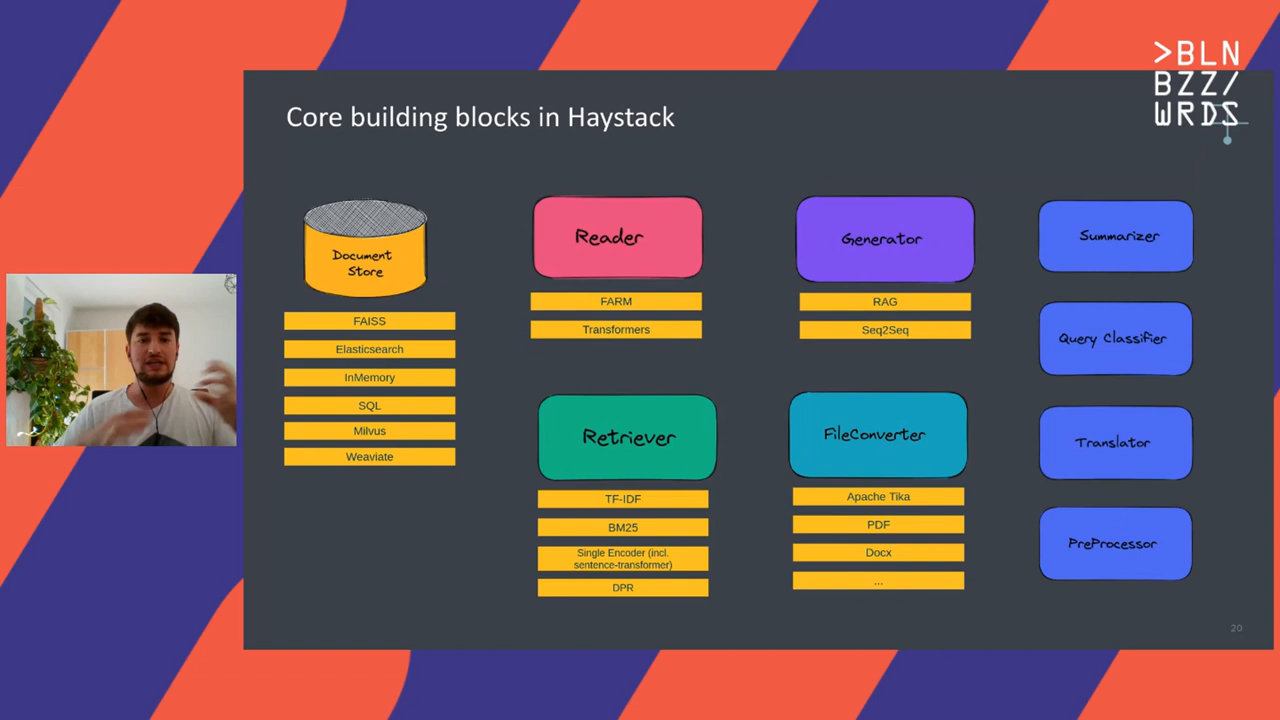 >BLN
BZZ/
WRDS
Core building blocks in Haystack
Document
Store
FAISS
Elasticsearch
InMemory
SQL
Milvus
Weaviate
Reader
FARM
Transformers
Retriever
TF-IDF
BM25
Single Encoder (incl.
sentence-transformer)
DPR
Generator
RAG
Seq2Seq
FileConverter
Apache Tika
PDF
Docx
...
Summarizer
Query Classifier
Translator
PreProcessor
20